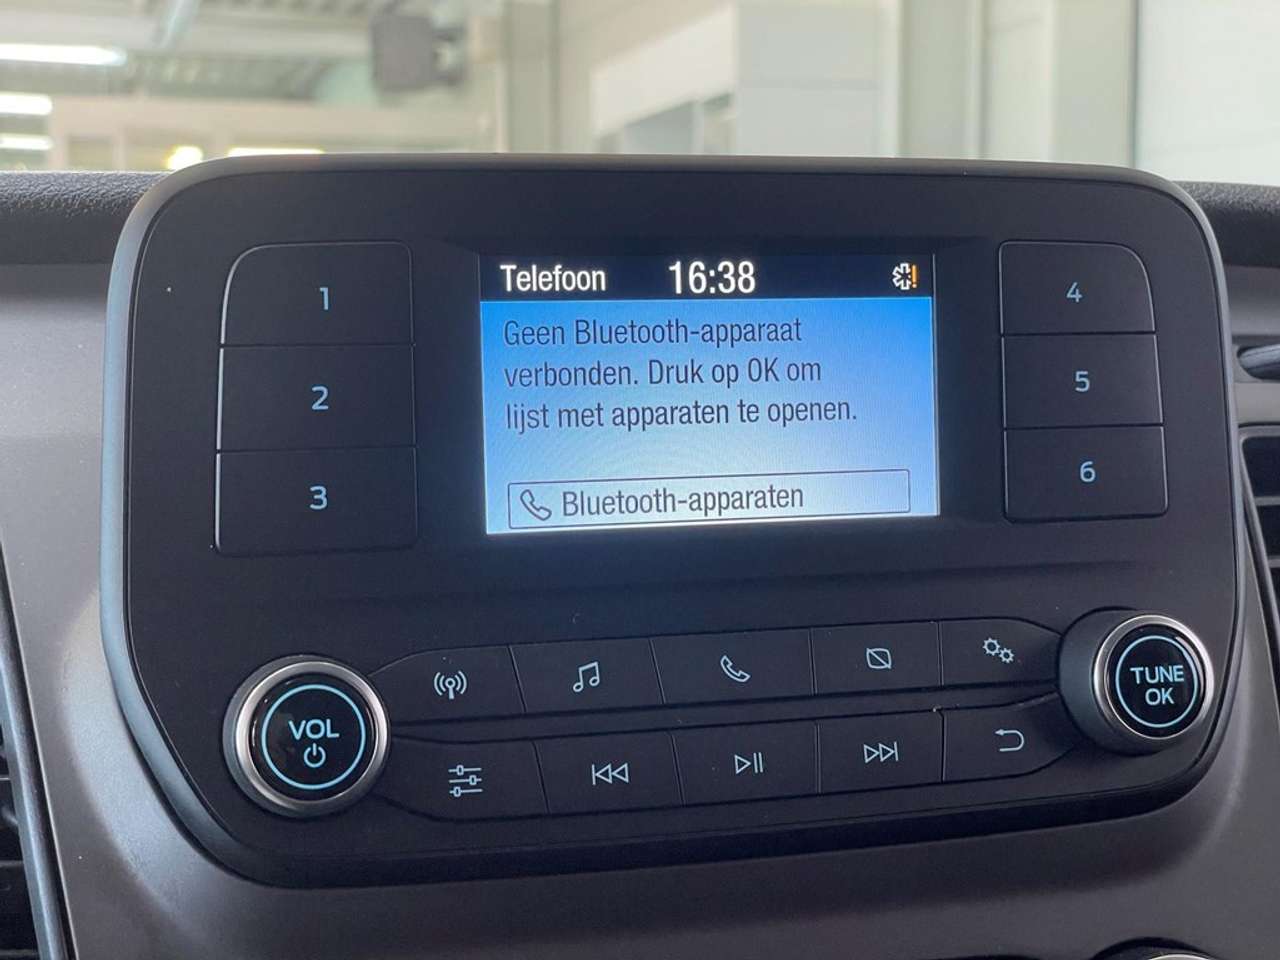 Telefoon 16:38
Geen Bluetooth-apparaat
verbonden. Druk op OK om
lijst met apparaten te openen.
Bluetooth-apparaten
1
2
3
4
5
6
VOL
TUNE
OK